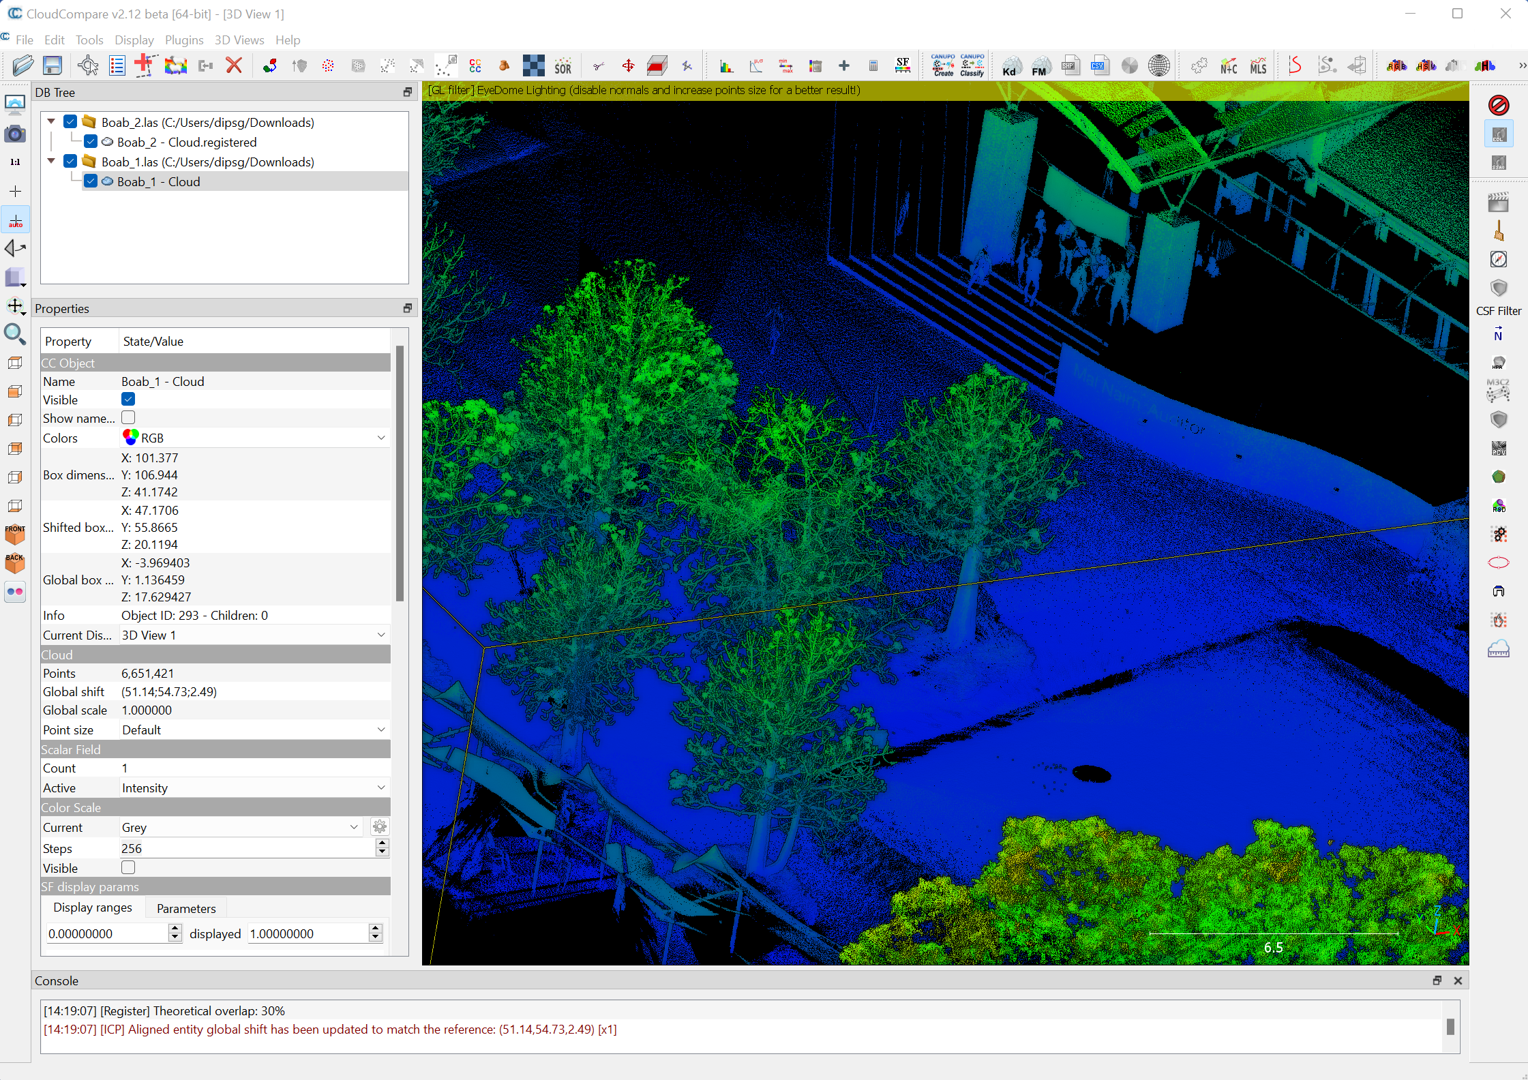 CloudCompare v2.12 beta [64-bit] - [3D View 1]
File Edit Tools Display Plugins 3D Views Help
SOR
SF
CANUPO Create
CANUPO Classify
Kd
FM
SHP
CSV
N+C
MLS
DB Tree
[GL filter] EyeDome Lighting (disable normals and increase points size for a better result!)
Boab_2.las (C:/Users/dipsg/Downloads)
Boab_2 - Cloud.registered
Boab_1.las (C:/Users/dipsg/Downloads)
Boab_1 - Cloud
1:1
auto
FRONT
BACK
Properties
Property State/Value
CC Object
Name Boab_1 - Cloud
Visible
Show name...
Colors RGB
Box dimens... X: 101.377
Y: 106.944
Z: 41.1742
Shifted box... X: 47.1706
Y: 55.8665
Z: 20.1194
Global box ... X: -3.969403
Y: 1.136459
Z: 17.629427
Info Object ID: 293 - Children: 0
Current Dis... 3D View 1
Cloud
Points 6,651,421
Global shift (51.14;54.73;2.49)
Global scale 1.000000
Point size Default
Scalar Field
Count 1
Active Intensity
Color Scale
Current Grey
Steps 256
Visible
SF display params
Display ranges Parameters
0.00000000 displayed 1.00000000
6.5
CSF Filter
N
M3C2
Console
[14:19:07] [Register] Theoretical overlap: 30%
[14:19:07] [ICP] Aligned entity global shift has been updated to match the reference: (51.14,54.73,2.49) [x1]